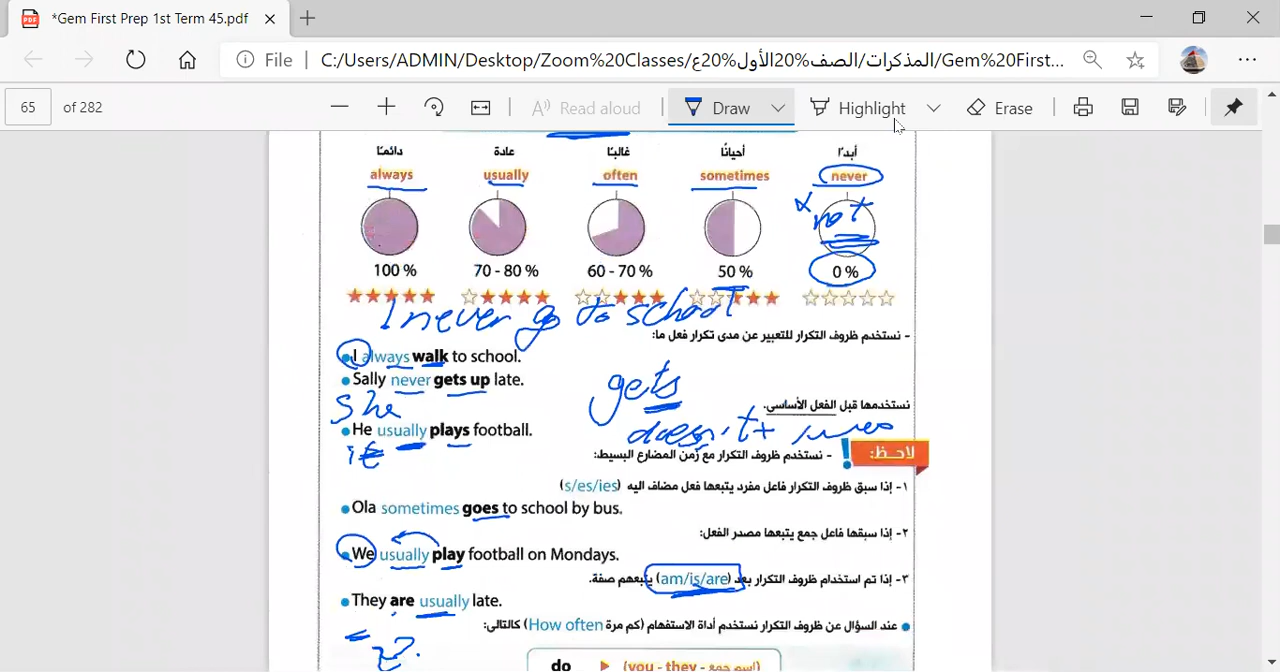 *Gem First Prep 1st Term 45.pdf
File C:/Users/ADMIN/Desktop/Zoom%20Classes/المذكرات/الصف%20الأول%20ع/Gem%20First...
65 of 282 Read aloud Draw Highlight Erase
دائمًا عادة غالبًا أحيانًا أبدًا
always usually often sometimes never
not
100 % 70 - 80 % 60 - 70 % 50 % 0 %
I never go to school
- نستخدم ظروف التكرار للتعبير عن مدى تكرار فعل ما:
I always walk to school.
Sally never gets up late.
gets
نستخدمها قبل الفعل الأساسي.
She
doesn't +
He usually plays football.
it
لاحظ:
- نستخدم ظروف التكرار مع زمن المضارع البسيط:
١- إذا سبق ظروف التكرار فاعل مفرد يتبعها فعل مضاف اليه (s/es/ies)
Ola sometimes goes to school by bus.
٢- إذا سبقها فاعل جمع يتبعها مصدر الفعل:
We usually play football on Mondays.
٣- إذا تم استخدام ظروف التكرار بعد (am/is/are) يتبعهم صفة.
They are usually late.
عند السؤال عن ظروف التكرار نستخدم أداة الاستفهام (كم مرة How often) كالتالى:
do (you - they - اسم جمع)